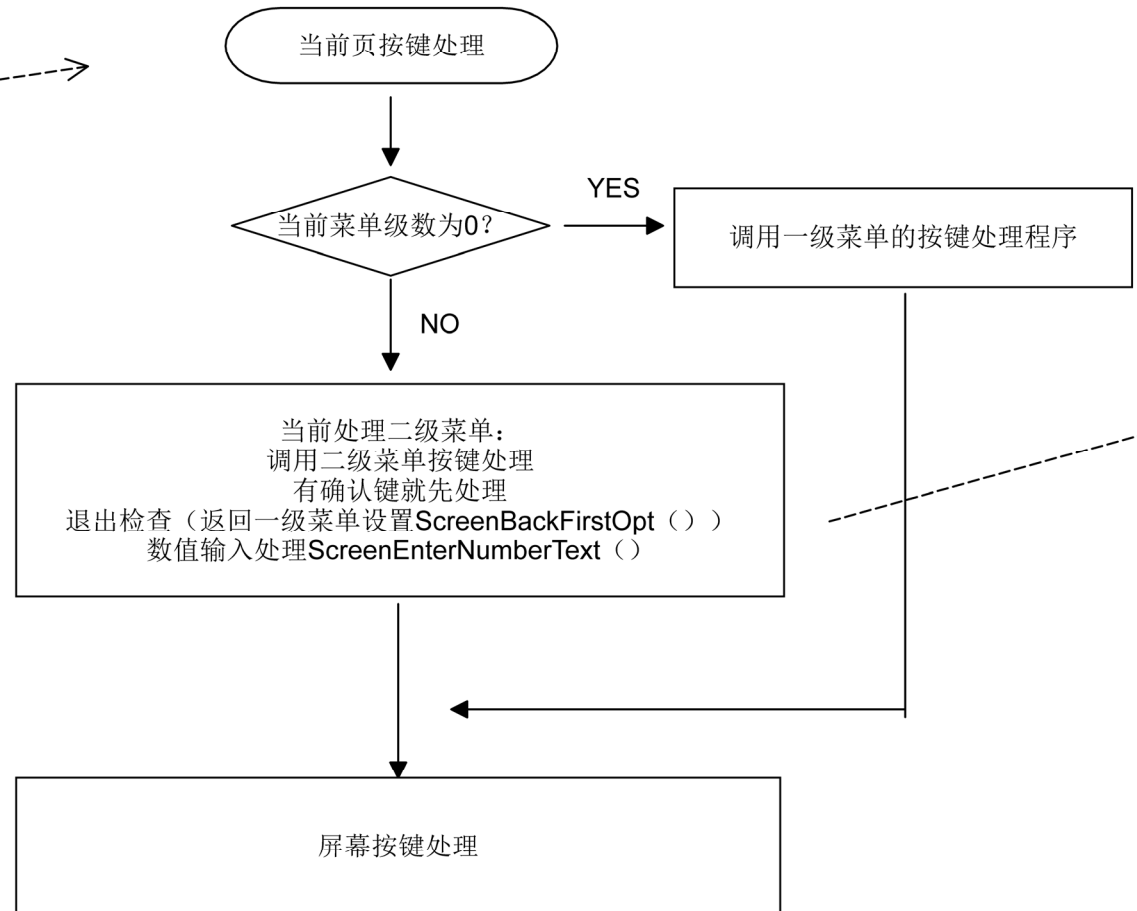 当前页按键处理
YES
当前菜单级数为0？
调用一级菜单的按键处理程序
NO
当前处理二级菜单：
调用二级菜单按键处理
有确认键就先处理
退出检查（返回一级菜单设置ScreenBackFirstOpt（））
数值输入处理ScreenEnterNumberText（）
屏幕按键处理